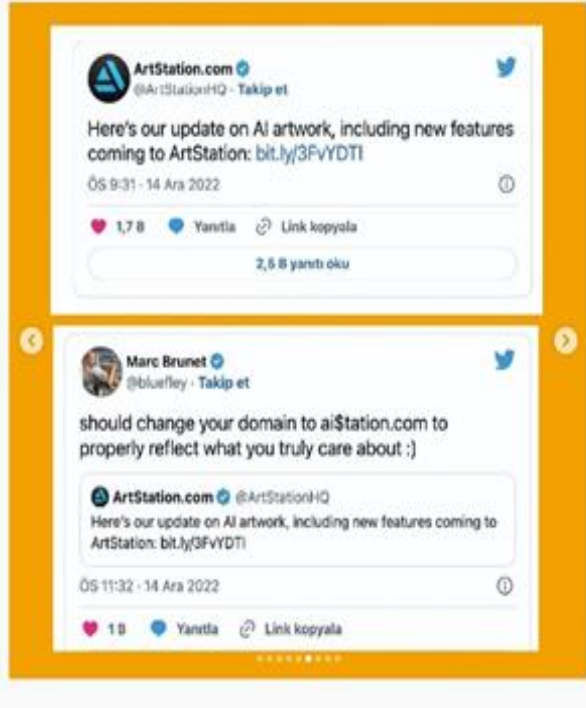 ArtStation.com
@ArtStationHQ · Takip et
Here's our update on AI artwork, including new features
coming to ArtStation: bit.ly/3FvYDTI
ÖS 9:31 · 14 Ara 2022
1,7 B Yanıtla Link kopyala
2,5 B yanıtı oku
Marc Brunet
@bluefley · Takip et
should change your domain to ai$tation.com to
properly reflect what you truly care about :)
ArtStation.com @ArtStationHQ
Here's our update on AI artwork, including new features coming to
ArtStation: bit.ly/3FvYDTI
ÖS 11:32 · 14 Ara 2022
1 B Yanıtla Link kopyala